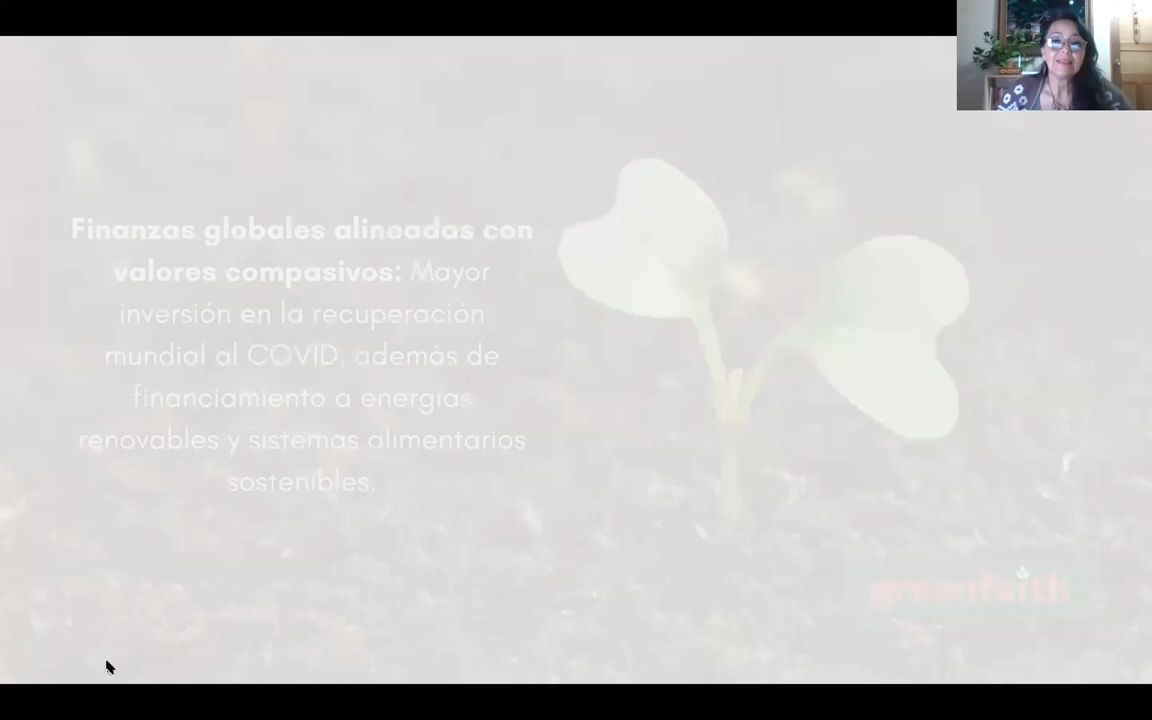 Finanzas globales alineadas con
valores compasivos: Mayor
inversión en la recuperación
mundial al COVID, además de
financiamiento a energías
renovables y sistemas alimentarios
sostenibles.
greenfaith